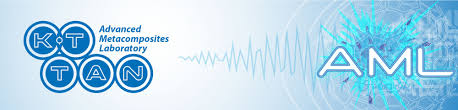 K·T
TAN
Advanced
Metacomposites
Laboratory
AML